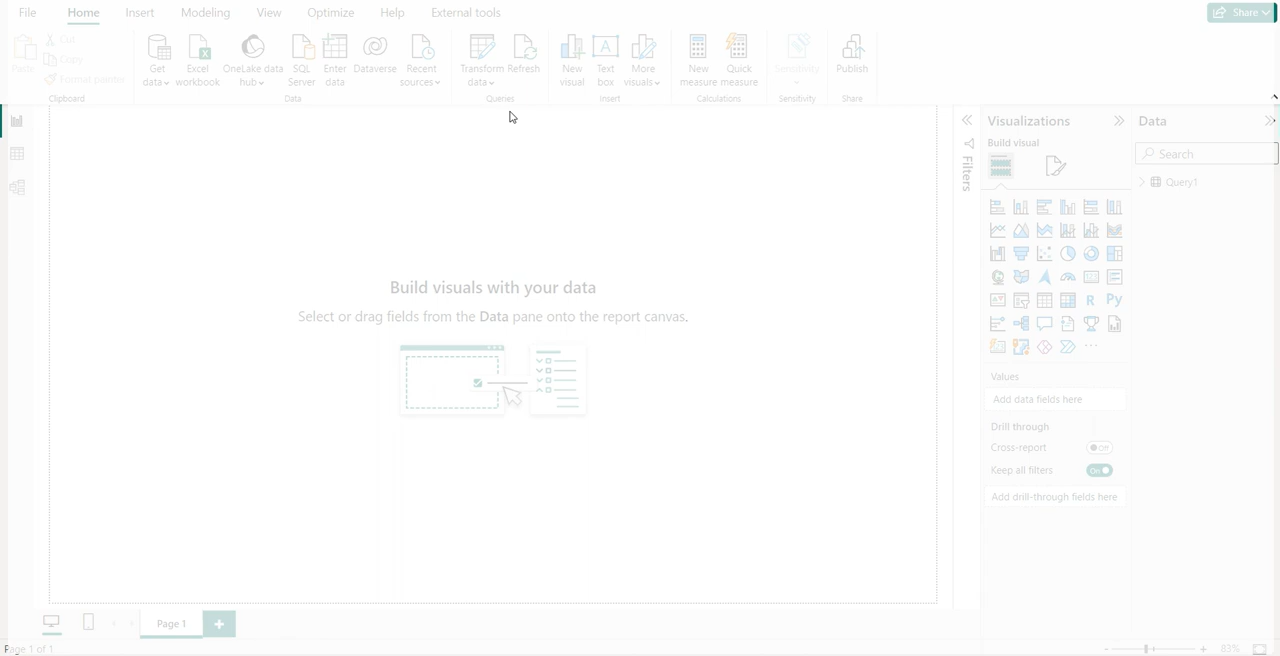 File Home Insert Modeling View Optimize Help External tools Share
Paste Cut Copy Format painter
Get data Excel workbook OneLake data hub SQL Server Enter data Dataverse Recent sources Transform data Refresh New visual Text box More visuals New measure Quick measure Sensitivity Publish
Clipboard Data Queries Insert Calculations Sensitivity Share
Filters
Visualizations
Build visual
R Py
Values
Add data fields here
Drill through
Cross-report Off
Keep all filters On
Add drill-through fields here
Data
Search
Query1
Build visuals with your data
Select or drag fields from the Data pane onto the report canvas.
Page 1
Page 1 of 1
83%